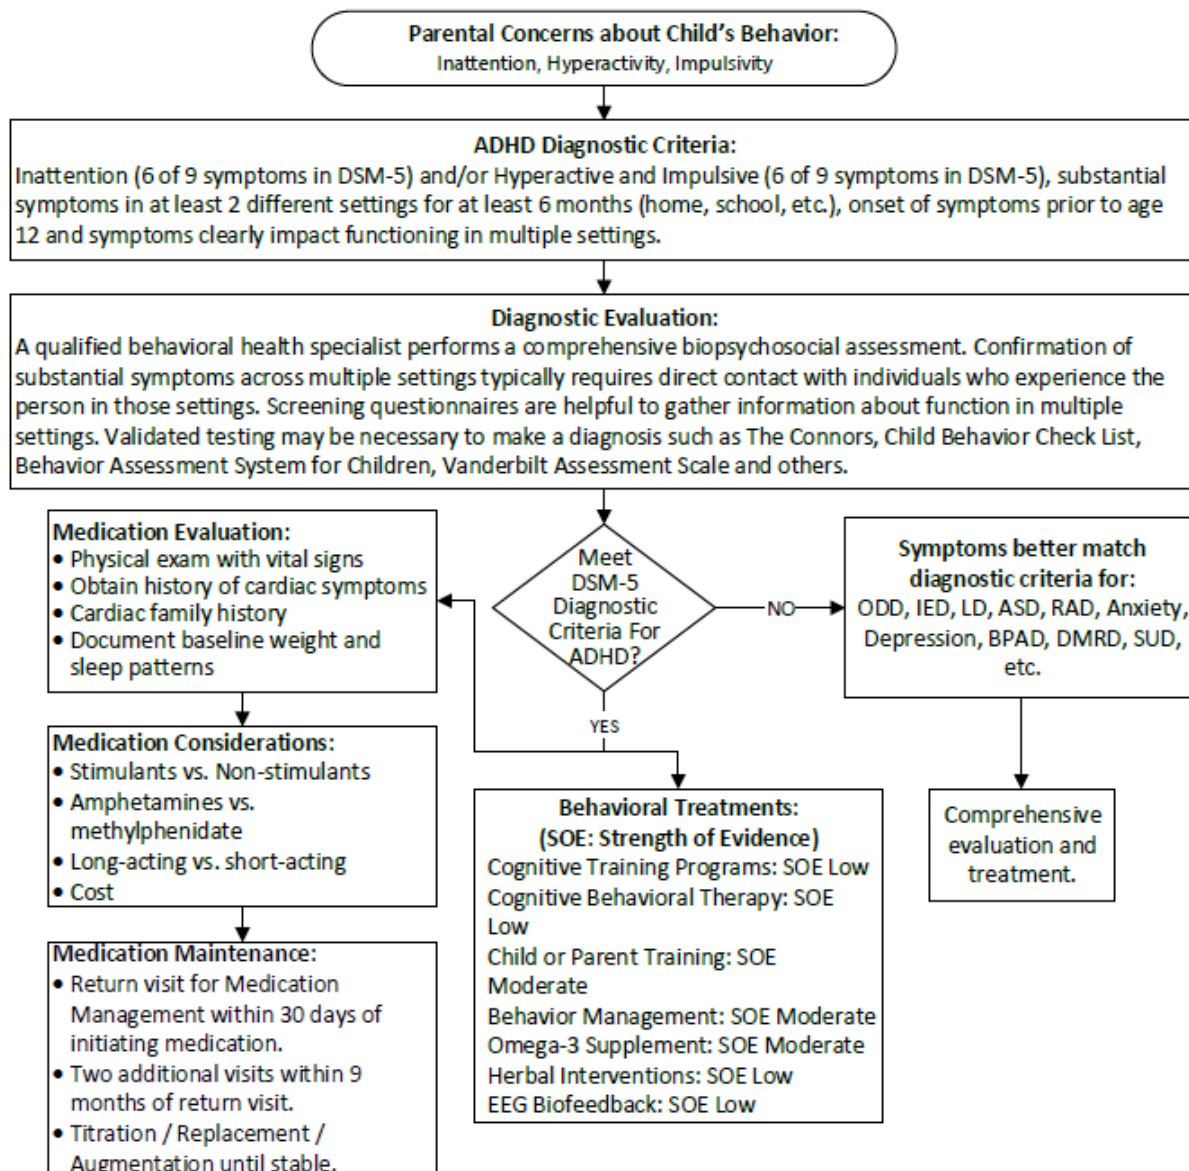 Parental Concerns about Child's Behavior:
Inattention, Hyperactivity, Impulsivity
ADHD Diagnostic Criteria:
Inattention (6 of 9 symptoms in DSM-5) and/or Hyperactive and Impulsive (6 of 9 symptoms in DSM-5), substantial
symptoms in at least 2 different settings for at least 6 months (home, school, etc.), onset of symptoms prior to age
12 and symptoms clearly impact functioning in multiple settings.
Diagnostic Evaluation:
A qualified behavioral health specialist performs a comprehensive biopsychosocial assessment. Confirmation of
substantial symptoms across multiple settings typically requires direct contact with individuals who experience the
person in those settings. Screening questionnaires are helpful to gather information about function in multiple
settings. Validated testing may be necessary to make a diagnosis such as The Connors, Child Behavior Check List,
Behavior Assessment System for Children, Vanderbilt Assessment Scale and others.
Medication Evaluation:
• Physical exam with vital signs
• Obtain history of cardiac symptoms
• Cardiac family history
• Document baseline weight and
sleep patterns
Meet
DSM-5
Diagnostic
Criteria For
ADHD?
NO
YES
Symptoms better match
diagnostic criteria for:
ODD, IED, LD, ASD, RAD, Anxiety,
Depression, BPAD, DMRD, SUD,
etc.
Medication Considerations:
• Stimulants vs. Non-stimulants
• Amphetamines vs.
methylphenidate
• Long-acting vs. short-acting
• Cost
Behavioral Treatments:
(SOE: Strength of Evidence)
Cognitive Training Programs: SOE Low
Cognitive Behavioral Therapy: SOE
Low
Child or Parent Training: SOE
Moderate
Behavior Management: SOE Moderate
Omega-3 Supplement: SOE Moderate
Herbal Interventions: SOE Low
EEG Biofeedback: SOE Low
Comprehensive
evaluation and
treatment.
Medication Maintenance:
• Return visit for Medication
Management within 30 days of
initiating medication.
• Two additional visits within 9
months of return visit.
• Titration / Replacement /
Augmentation until stable.